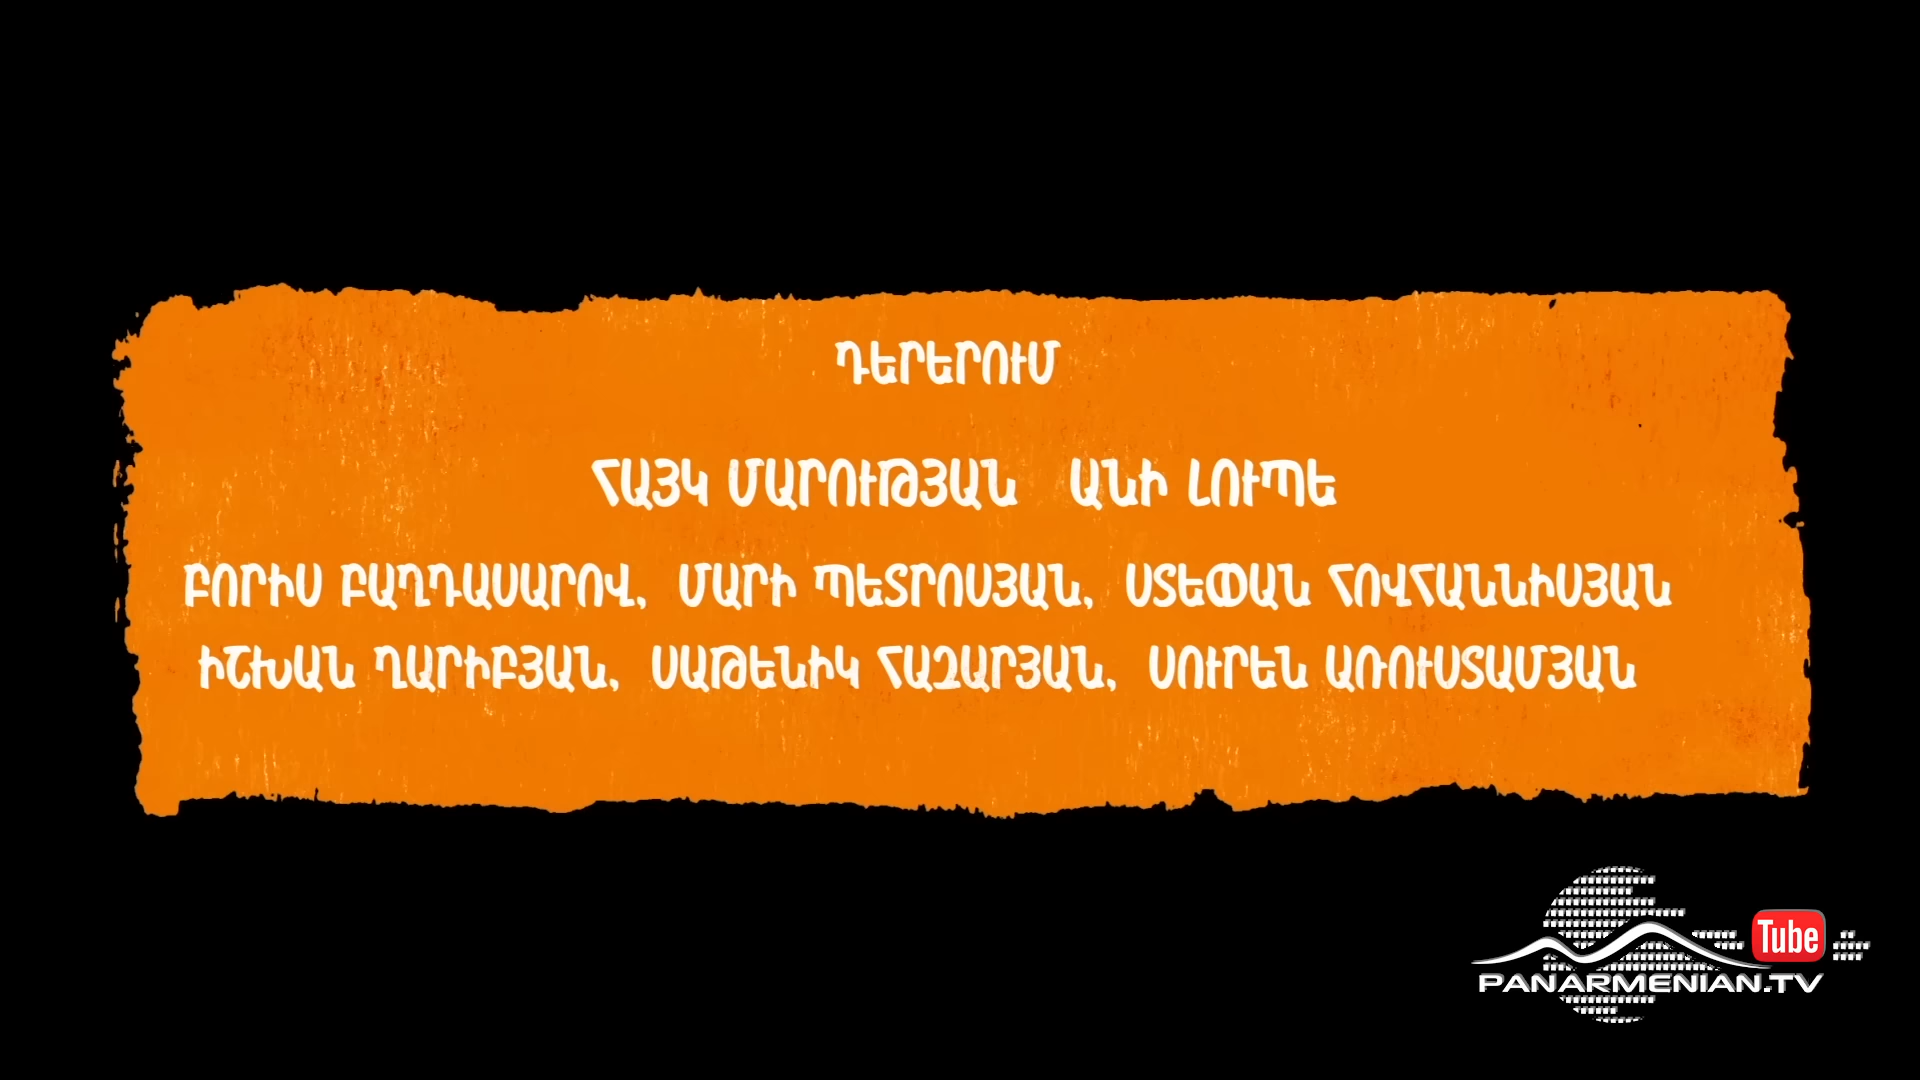 ԴԵՐԵՐՈՒՄ
ՀԱՅԿ ՄԱՐՈՒԹՅԱՆ ԱՆԻ ԼՈՒՊԵ
ԲՈՐԻՍ ԲԱՂԴԱՍԱՐՈՎ, ՄԱՐԻ ՊԵՏՐՈՍՅԱՆ, ՍՏԵՓԱՆ ՀՈՎՀԱՆՆԻՍՅԱՆ
ԻՇԽԱՆ ՂԱՐԻԲՅԱՆ, ՍԱԹԵՆԻԿ ՀԱԶԱՐՅԱՆ, ՍՈՒՐԵՆ ԱՌՈՒՍՏԱՄՅԱՆ
Tube
PANARMENIAN.TV